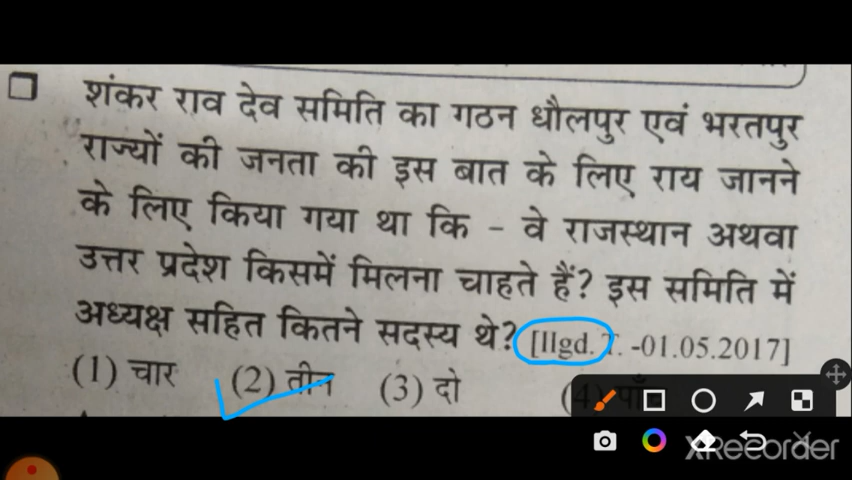 शंकर राव देव समिति का गठन धौलपुर एवं भरतपुर
राज्यों की जनता की इस बात के लिए राय जानने
के लिए किया गया था कि - वे राजस्थान अथवा
उत्तर प्रदेश किसमें मिलना चाहते हैं? इस समिति में
अध्यक्ष सहित कितने सदस्य थे? [IIgd. T. -01.05.2017]
(1) चार (2) तीन (3) दो (4) पाँच
XRecorder